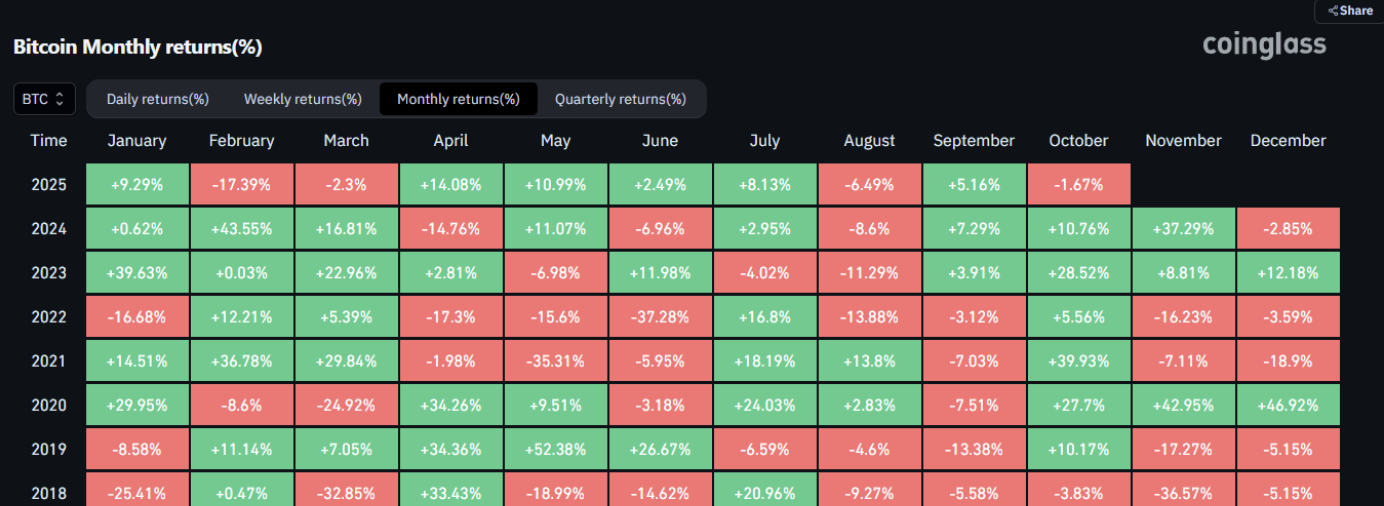 Share
Bitcoin Monthly returns(%)
coinglass
BTC Daily returns(%) Weekly returns(%) Monthly returns(%) Quarterly returns(%)
Time January February March April May June July August September October November December
2025 +9.29% -17.39% -2.3% +14.08% +10.99% +2.49% +8.13% -6.49% +5.16% -1.67%
2024 +0.62% +43.55% +16.81% -14.76% +11.07% -6.96% +2.95% -8.6% +7.29% +10.76% +37.29% -2.85%
2023 +39.63% +0.03% +22.96% +2.81% -6.98% +11.98% -4.02% -11.29% +3.91% +28.52% +8.81% +12.18%
2022 -16.68% +12.21% +5.39% -17.3% -15.6% -37.28% +16.8% -13.88% -3.12% +5.56% -16.23% -3.59%
2021 +14.51% +36.78% +29.84% -1.98% -35.31% -5.95% +18.19% +13.8% -7.03% +39.93% -7.11% -18.9%
2020 +29.95% -8.6% -24.92% +34.26% +9.51% -3.18% +24.03% +2.83% -7.51% +27.7% +42.95% +46.92%
2019 -8.58% +11.14% +7.05% +34.36% +52.38% +26.67% -6.59% -4.6% -13.38% +10.17% -17.27% -5.15%
2018 -25.41% +0.47% -32.85% +33.43% -18.99% -14.62% +20.96% -9.27% -5.58% -3.83% -36.57% -5.15%